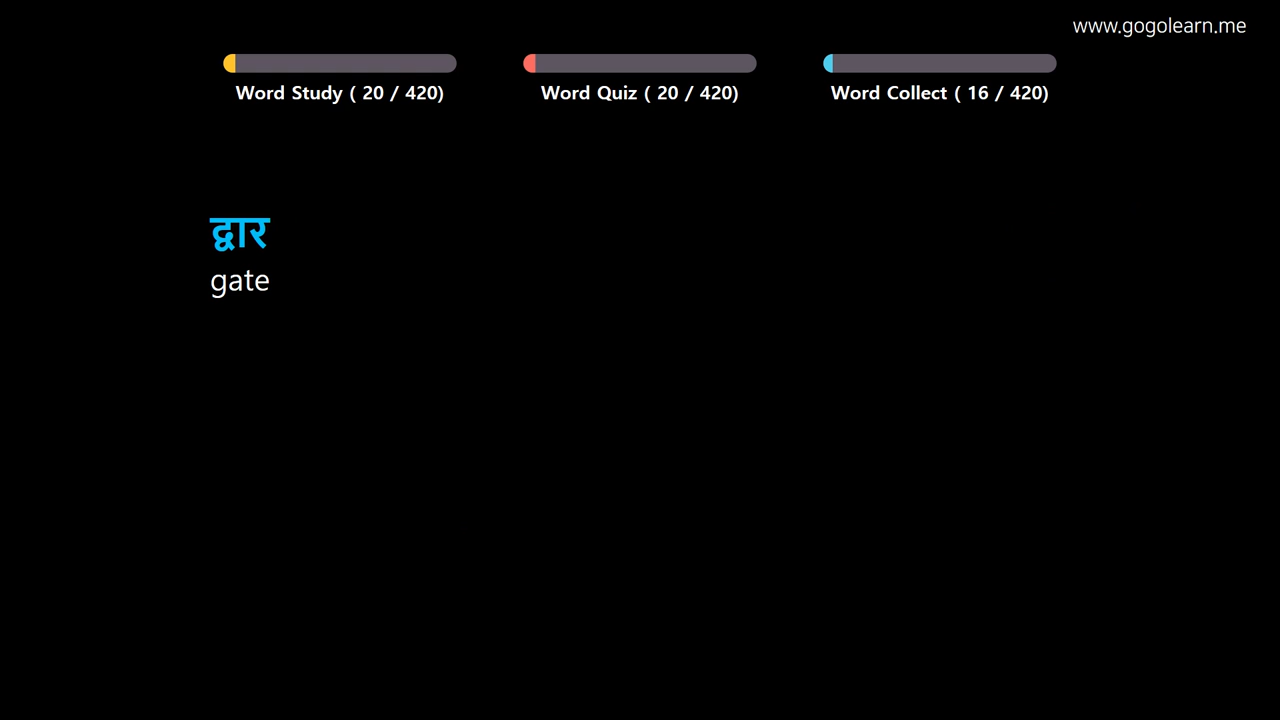 www.gogolearn.me
Word Study ( 20 / 420)
Word Quiz ( 20 / 420)
Word Collect ( 16 / 420)
द्वार
gate